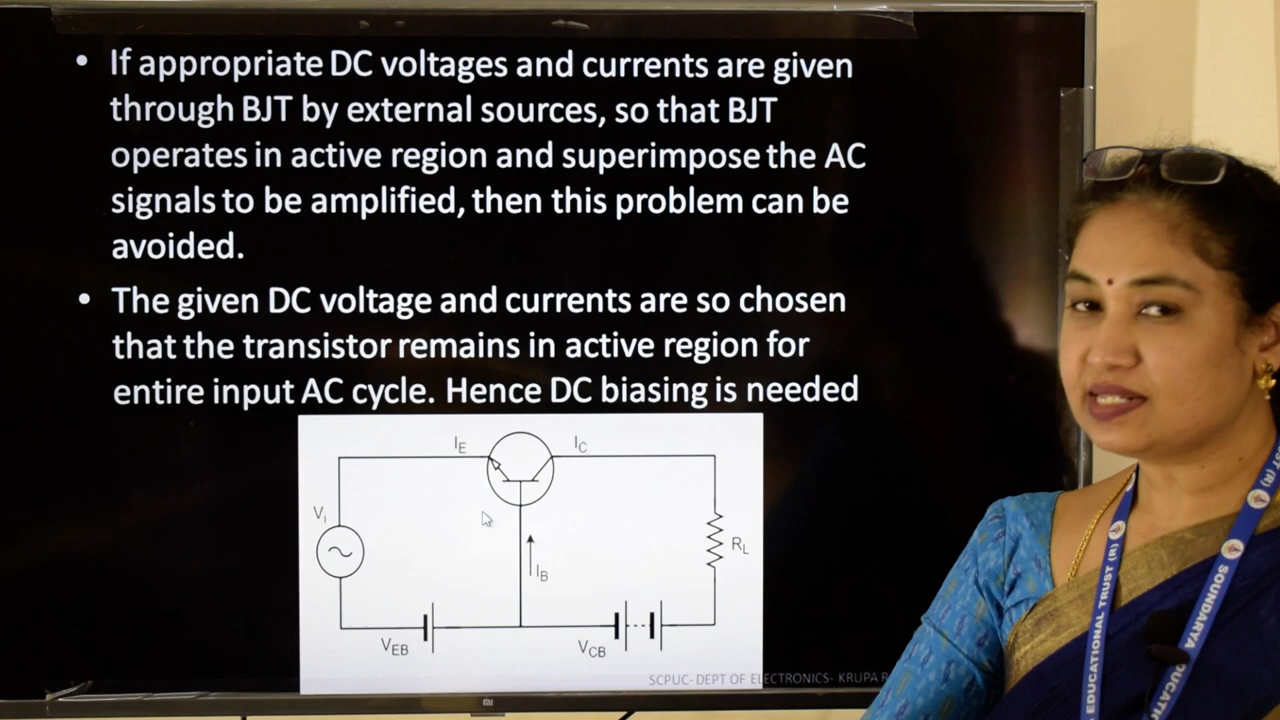 • If appropriate DC voltages and currents are given
through BJT by external sources, so that BJT
operates in active region and superimpose the AC
signals to be amplified, then this problem can be
avoided.
• The given DC voltage and currents are so chosen
that the transistor remains in active region for
entire input AC cycle. Hence DC biasing is needed
IE
IC
Vi
RL
IB
VEB
VCB
SCPUC- DEPT OF ELECTRONICS- KRUPA
mi
EDUCATIONAL TRUST (R)
SOUNDARYA